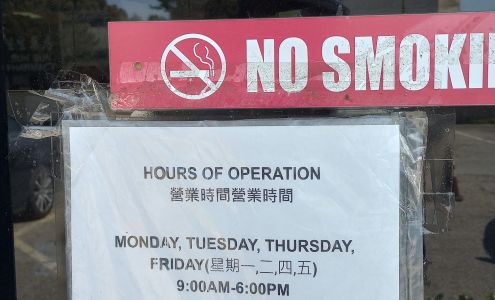 NO SMOKIN
HOURS OF OPERATION
營業時間營業時間
MONDAY, TUESDAY, THURSDAY,
FRIDAY(星期一,二,四,五)
9:00AM-6:00PM